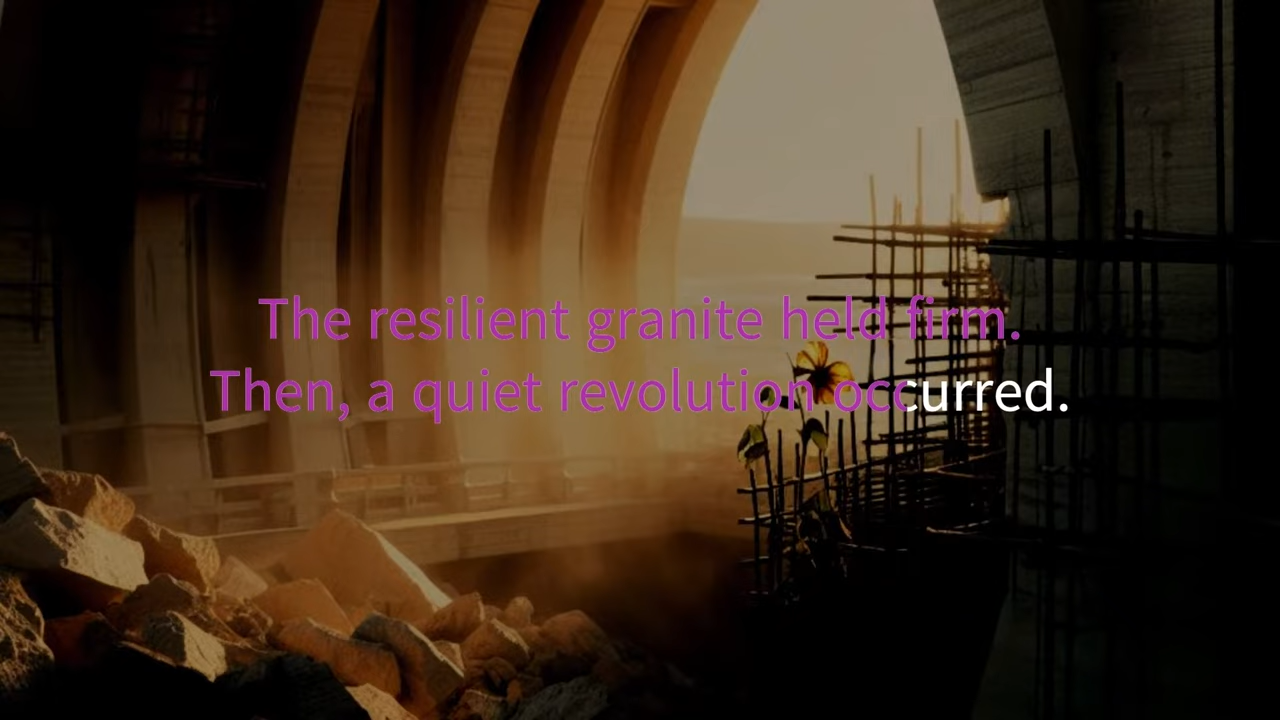 The resilient granite held firm.
Then, a quiet revolution occurred.